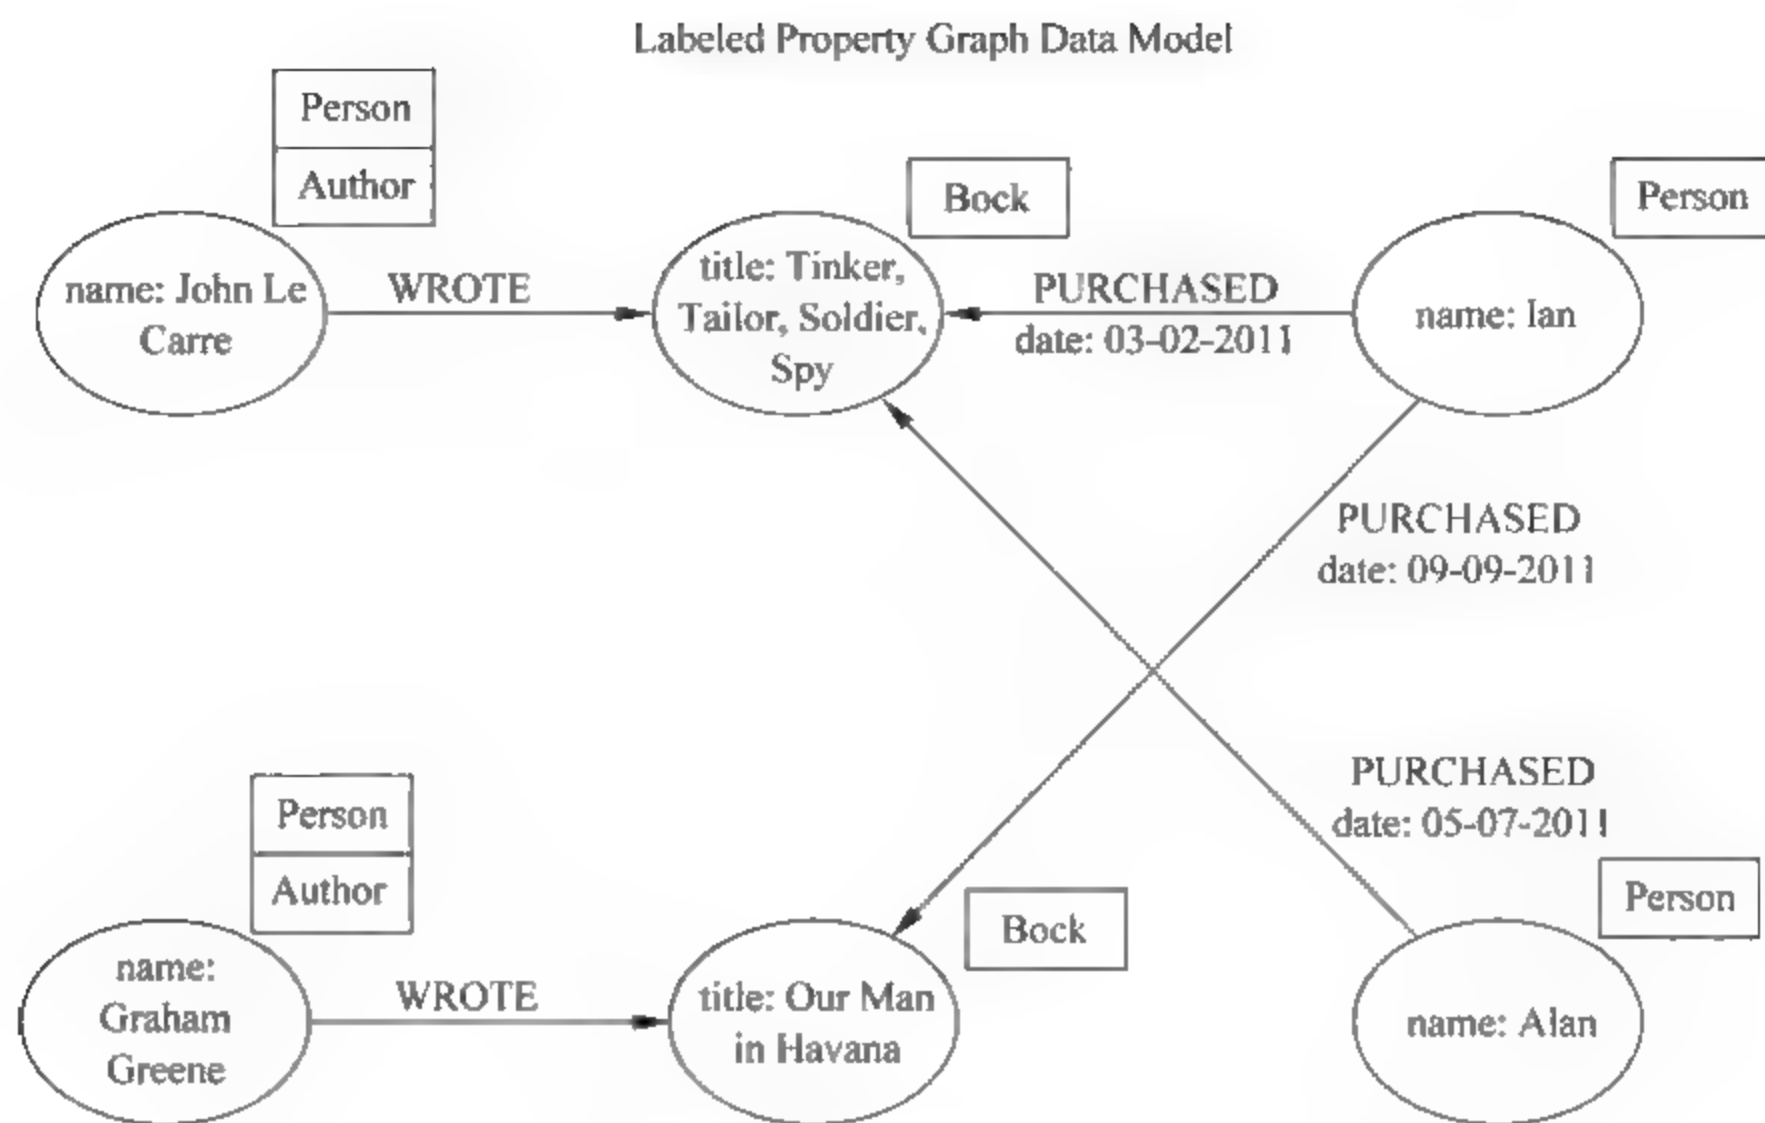 Labeled Property Graph Data Model
Person
Author
Bock
Person
name: John Le
Carre
WROTE
title: Tinker,
Tailor, Soldier,
Spy
PURCHASED
date: 03-02-2011
name: Ian
PURCHASED
date: 09-09-2011
PURCHASED
date: 05-07-2011
Person
Author
Bock
Person
name:
Graham
Greene
WROTE
title: Our Man
in Havana
name: Alan